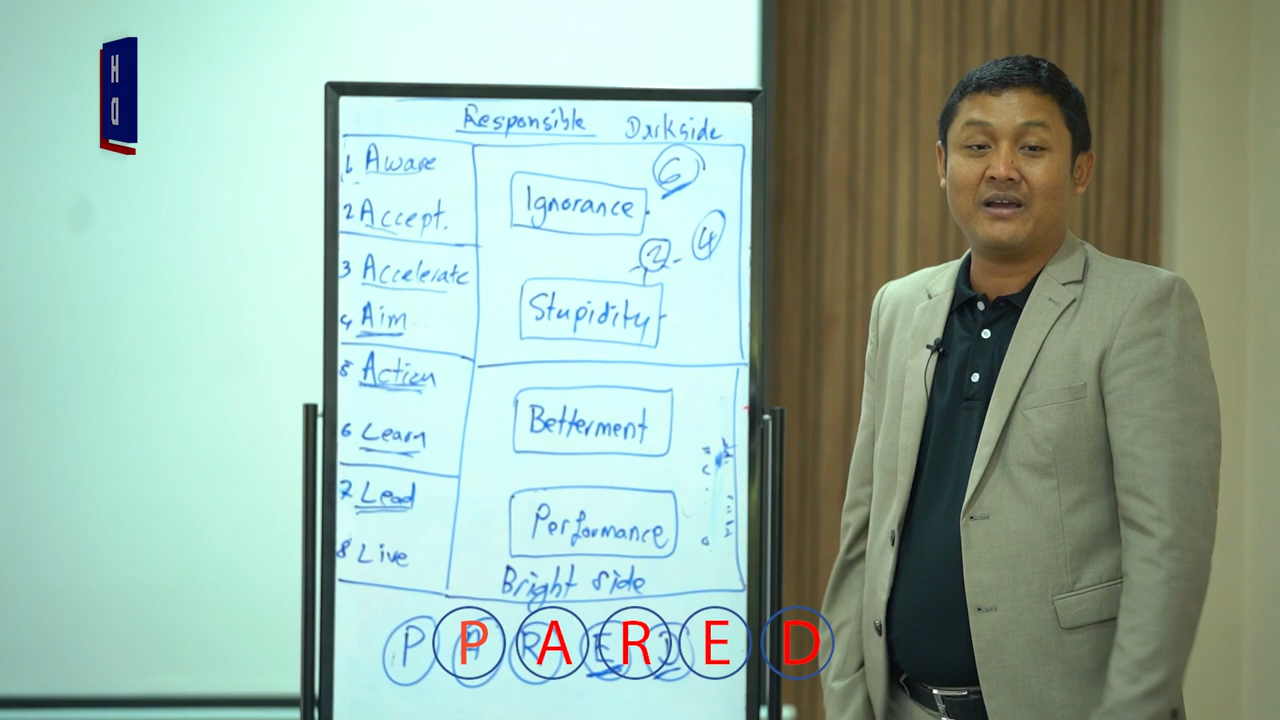 H
D
Responsible Darkside
1 Aware
2 Accept.
3 Accelerate
4 Aim
5 Action
6 Learn
7 Lead
8 Live
Ignorance
6
2 - 4
Stupidity
Betterment
Performance
Bright side
P A R E D
P A R E D